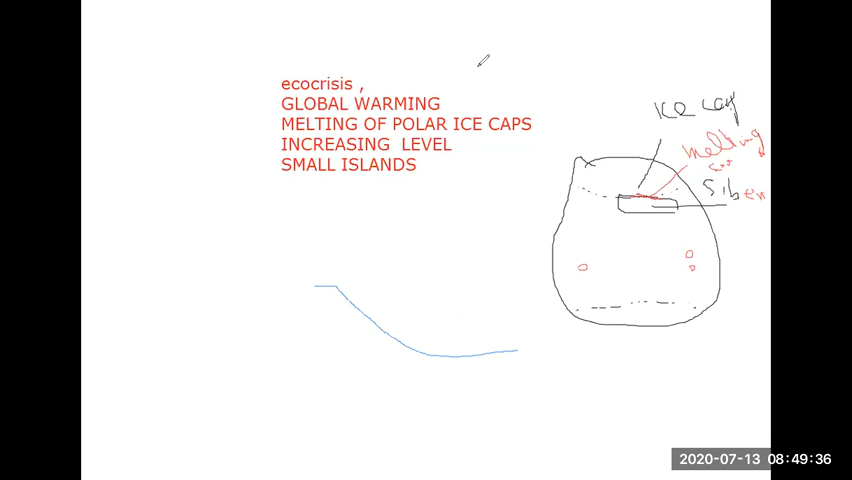 ecocrisis ,
GLOBAL WARMING
MELTING OF POLAR ICE CAPS
INCREASING  LEVEL
SMALL ISLANDS
Ice cap
melting
Sib
2020-07-13 08:49:36